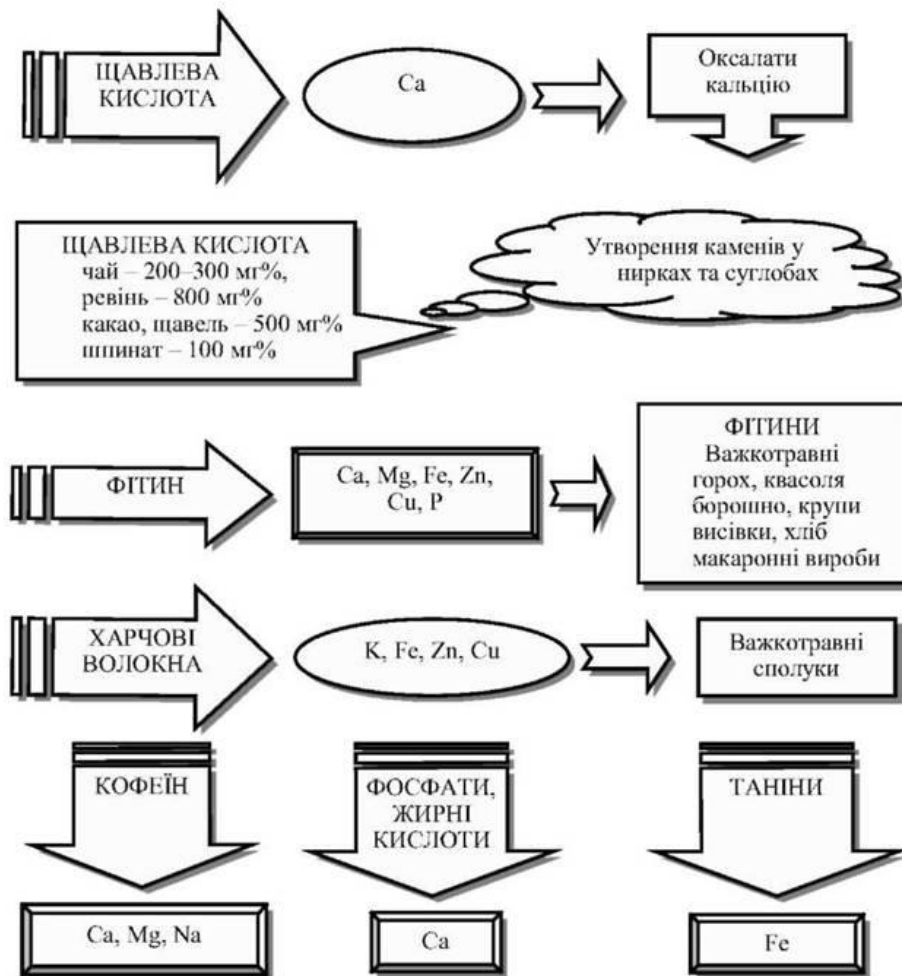 ЩАВЛЕВА
КИСЛОТА
Ca
Оксалати
кальцію
ЩАВЛЕВА КИСЛОТА
чай – 200–300 мг%,
ревінь – 800 мг%
какао, щавель – 500 мг%
шпинат – 100 мг%
Утворення каменів у
нирках та суглобах
ФІТИН
Ca, Mg, Fe, Zn,
Cu, P
ФІТИНИ
Важкотравні
горох, квасоля
борошно, крупи
висівки, хліб
макаронні вироби
ХАРЧОВІ
ВОЛОКНА
K, Fe, Zn, Cu
Важкотравні
сполуки
КОФЕЇН
ФОСФАТИ,
ЖИРНІ
КИСЛОТИ
ТАНІНИ
Ca, Mg, Na
Ca
Fe